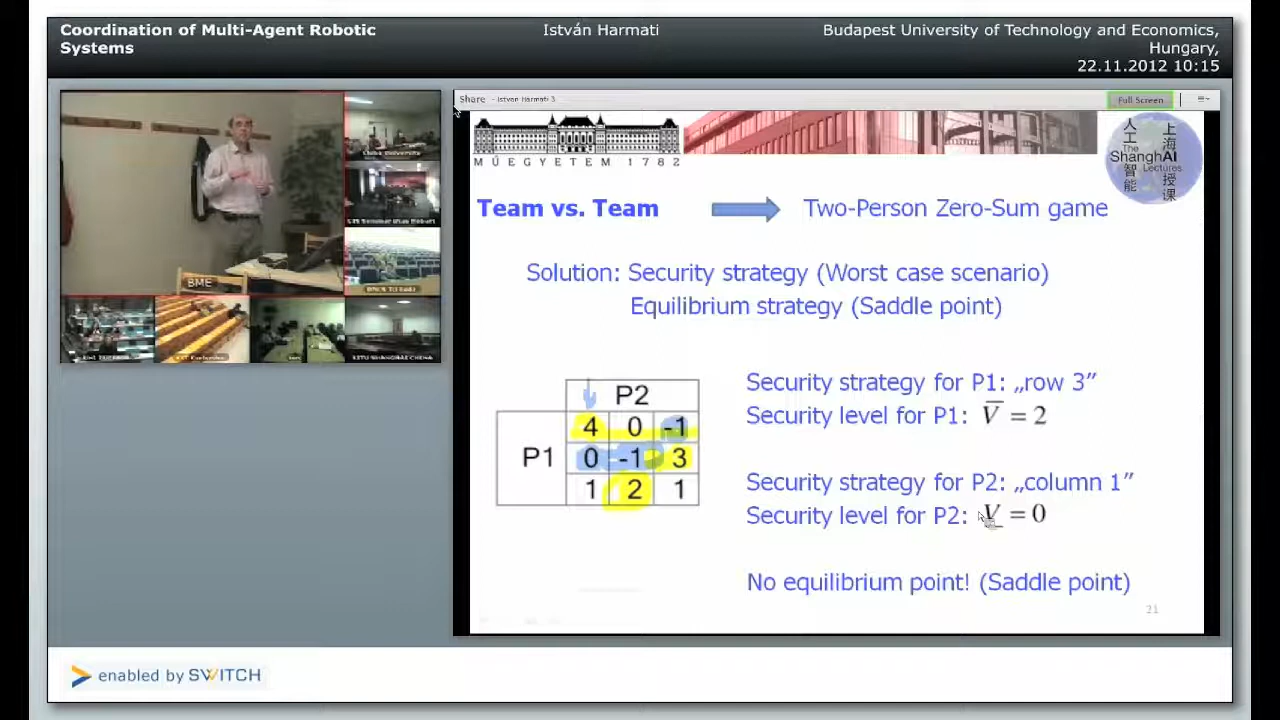 Coordination of Multi-Agent Robotic
Systems
István Harmati
Budapest University of Technology and Economics,
Hungary,
22.11.2012 10:15
BME
Share - Istvan Harmati 3
Full Screen
MŰEGYETEM 1782
人工智能
上海授课
The
ShanghAI
Lectures
Team vs. Team
Two-Person Zero-Sum game
Solution: Security strategy (Worst case scenario)
Equilibrium strategy (Saddle point)
P2
4 0 -1
P1 0 -1 3
1 2 1
Security strategy for P1: „row 3”
Security level for P1: V̅ = 2
Security strategy for P2: „column 1”
Security level for P2: V̲ = 0
No equilibrium point! (Saddle point)
21
enabled by SWITCH